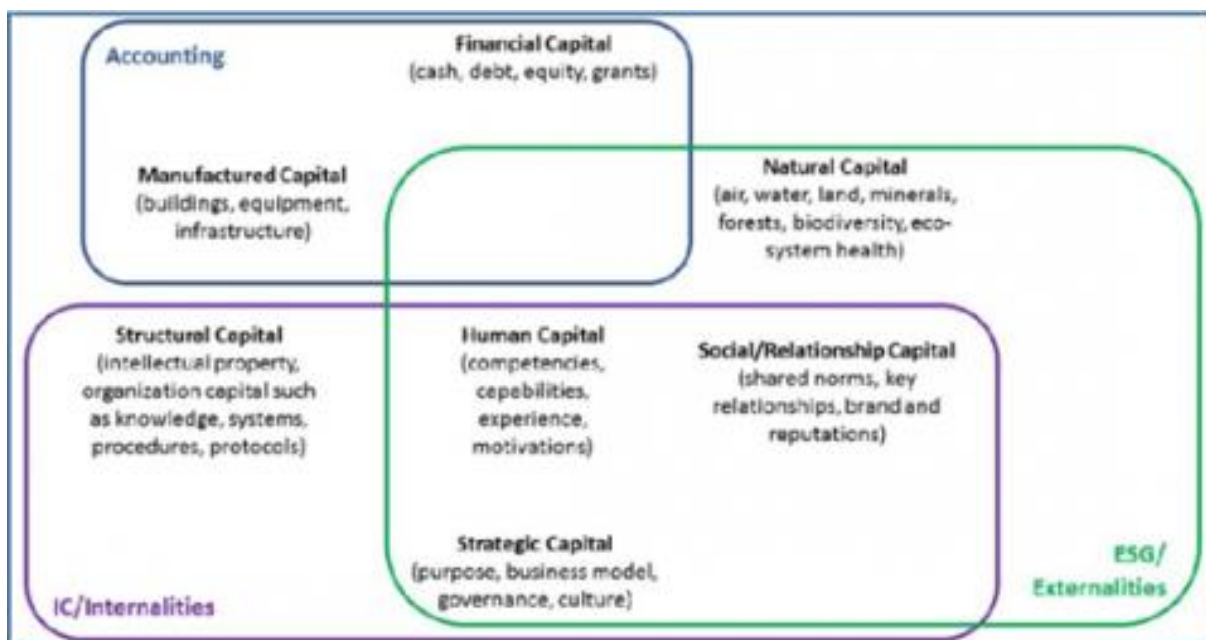 Accounting
Financial Capital
(cash, debt, equity, grants)
Manufactured Capital
(buildings, equipment,
infrastructure)
Natural Capital
(air, water, land, minerals,
forests, biodiversity, eco-
system health)
Structural Capital
(intellectual property,
organization capital such
as knowledge, systems,
procedures, protocols)
Human Capital
(competencies,
capabilities,
experience,
motivations)
Social/Relationship Capital
(shared norms, key
relationships, brand and
reputations)
Strategic Capital
(purpose, business model,
governance, culture)
IC/Internalities
ESG/
Externalities